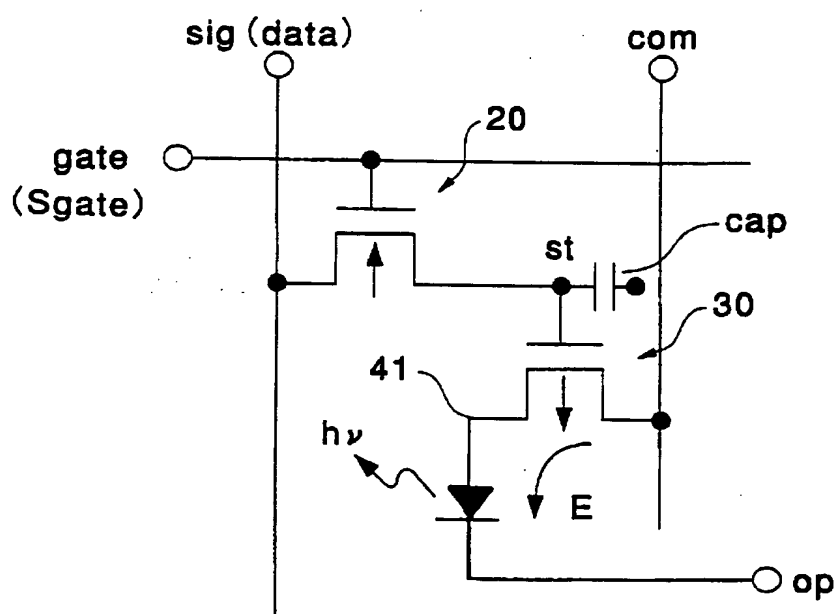 sig (data)
com
20
gate
(Sgate)
st
cap
30
41
hν
E
op